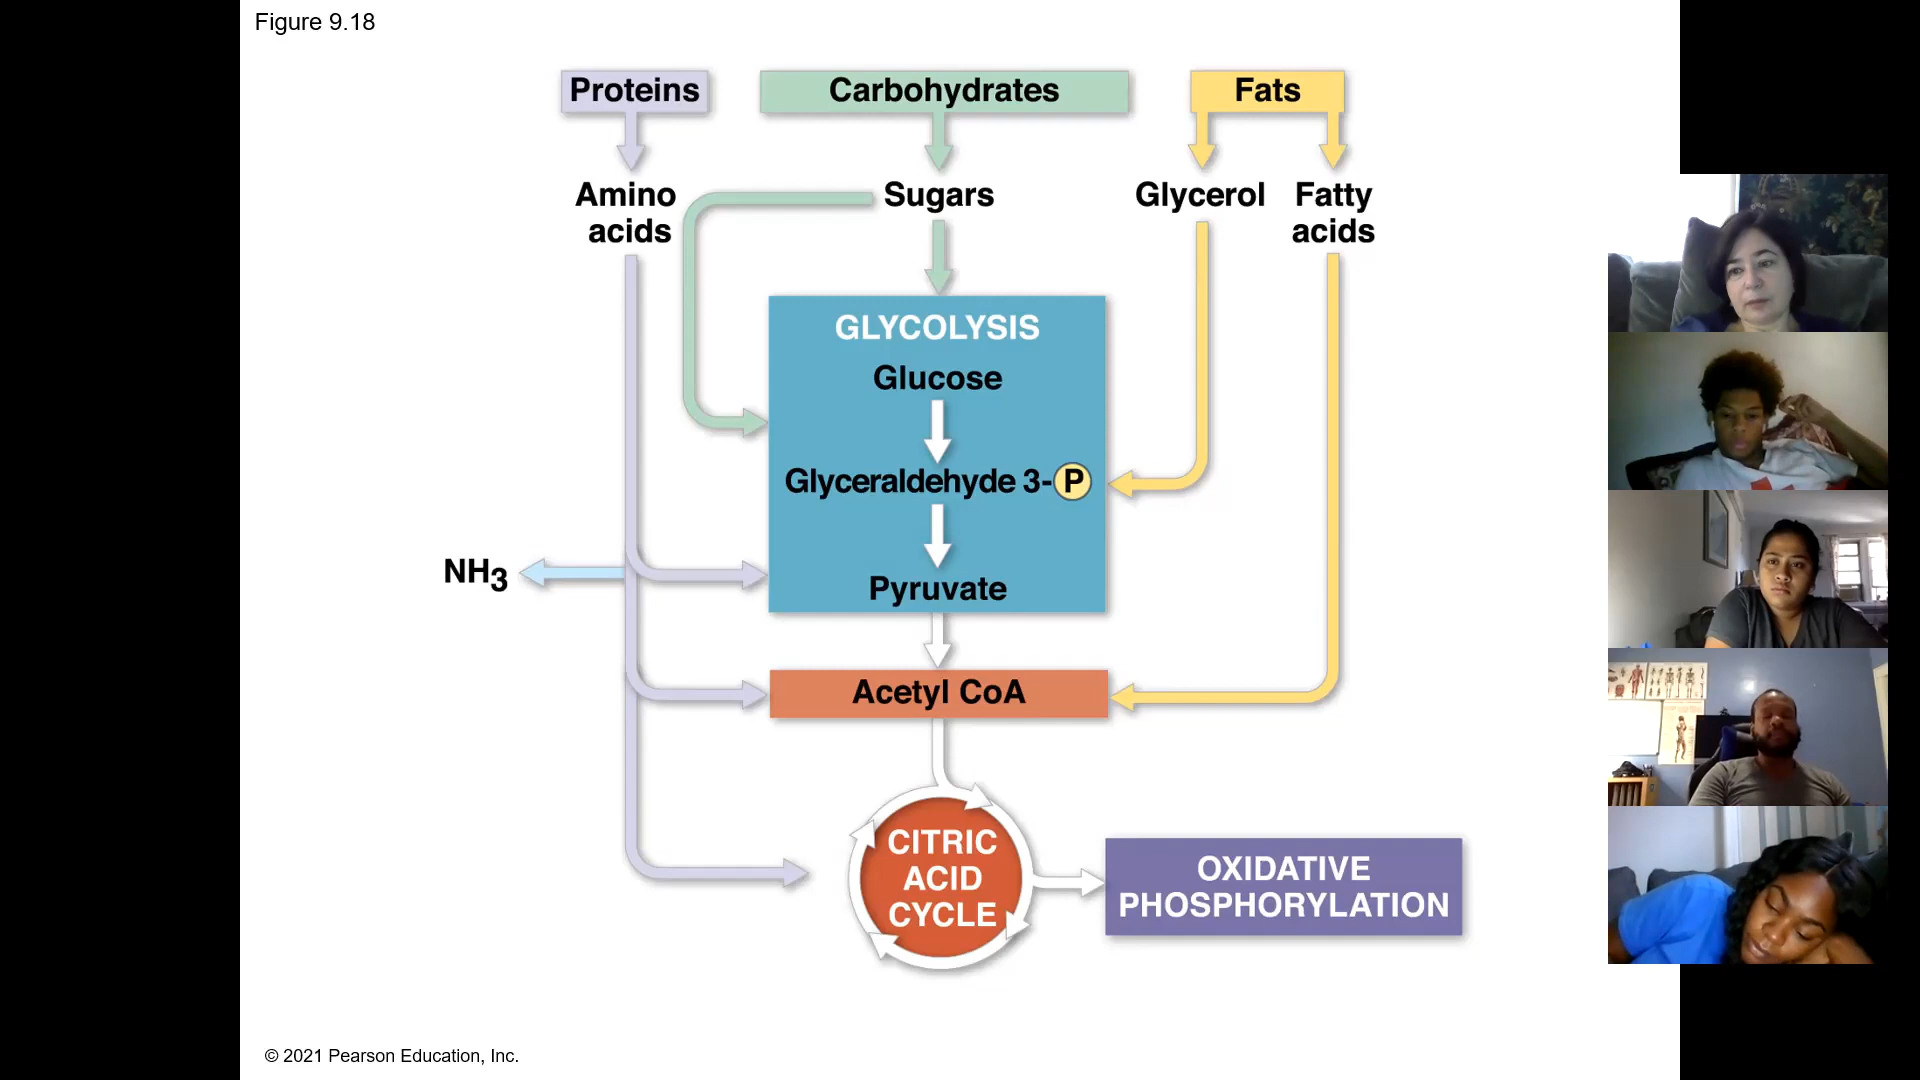 Figure 9.18
Proteins
Carbohydrates
Fats
Amino
acids
Sugars
Glycerol
Fatty
acids
GLYCOLYSIS
Glucose
Glyceraldehyde 3-P
NH3
Pyruvate
Acetyl CoA
CITRIC
ACID
CYCLE
OXIDATIVE
PHOSPHORYLATION
© 2021 Pearson Education, Inc.